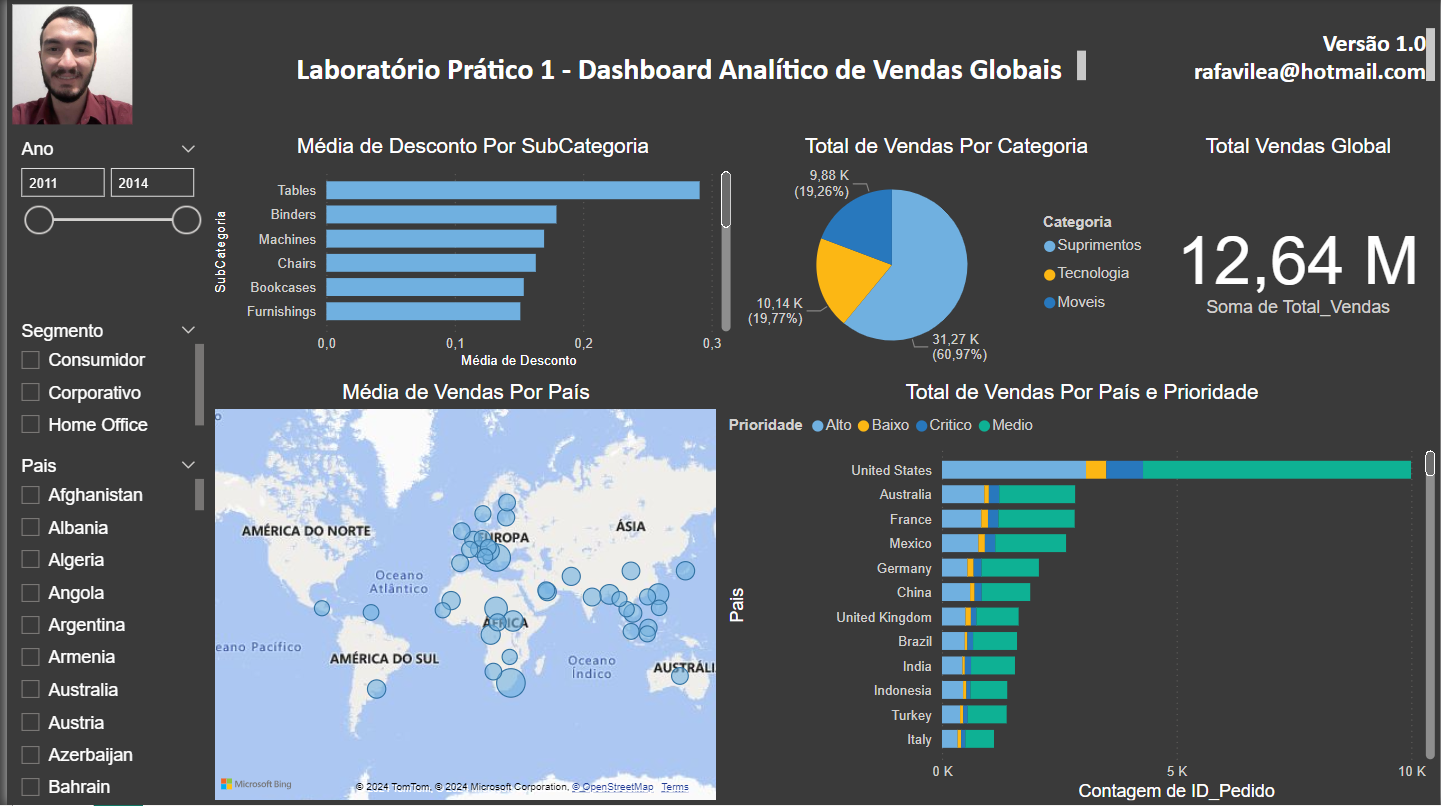 Laboratório Prático 1 - Dashboard Analítico de Vendas Globais
Versão 1.0
rafavilea@hotmail.com
Ano
2011
2014
Segmento
Consumidor
Corporativo
Home Office
Pais
Afghanistan
Albania
Algeria
Angola
Argentina
Armenia
Australia
Austria
Azerbaijan
Bahrain
Média de Desconto Por SubCategoria
SubCategoria
Tables
Binders
Machines
Chairs
Bookcases
Furnishings
0,0
0,1
0,2
0,3
Média de Desconto
Total de Vendas Por Categoria
9,88 K
(19,26%)
10,14 K
(19,77%)
31,27 K
(60,97%)
Categoria
Suprimentos
Tecnologia
Moveis
Total Vendas Global
12,64 M
Soma de Total_Vendas
Média de Vendas Por País
AMÉRICA DO NORTE
EUROPA
ÁSIA
Oceano
Atlântico
ÁFRICA
eano Pacífico
AMÉRICA DO SUL
Oceano
Índico
AUSTRÁLI
Microsoft Bing
© 2024 TomTom, © 2024 Microsoft Corporation, © OpenStreetMap Terms
Total de Vendas Por País e Prioridade
Prioridade Alto Baixo Critico Medio
Pais
United States
Australia
France
Mexico
Germany
China
United Kingdom
Brazil
India
Indonesia
Turkey
Italy
0 K
5 K
10 K
Contagem de ID_Pedido